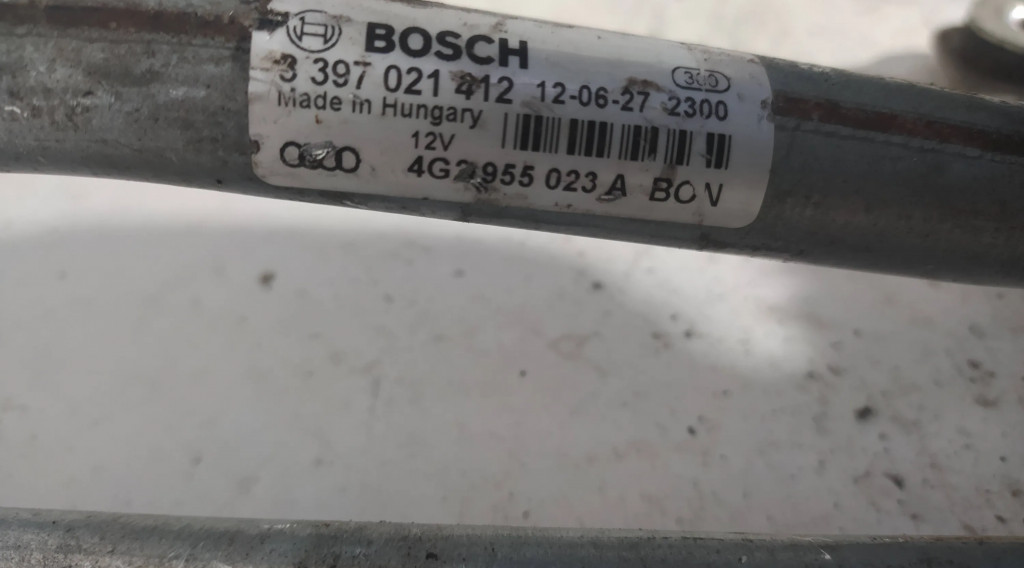 BOSCH
3 397 021 412 12-06-27 2300
Made in Hungary
12V
4G2 955 023 A BO V